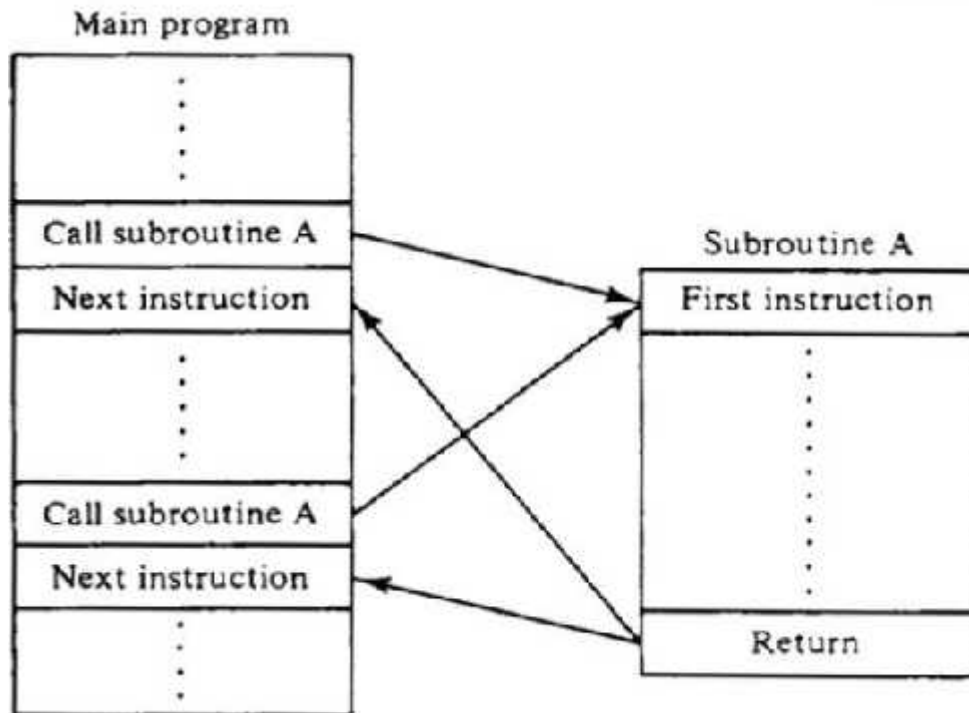 Main program
Call subroutine A
Next instruction
Call subroutine A
Next instruction
Subroutine A
First instruction
Return